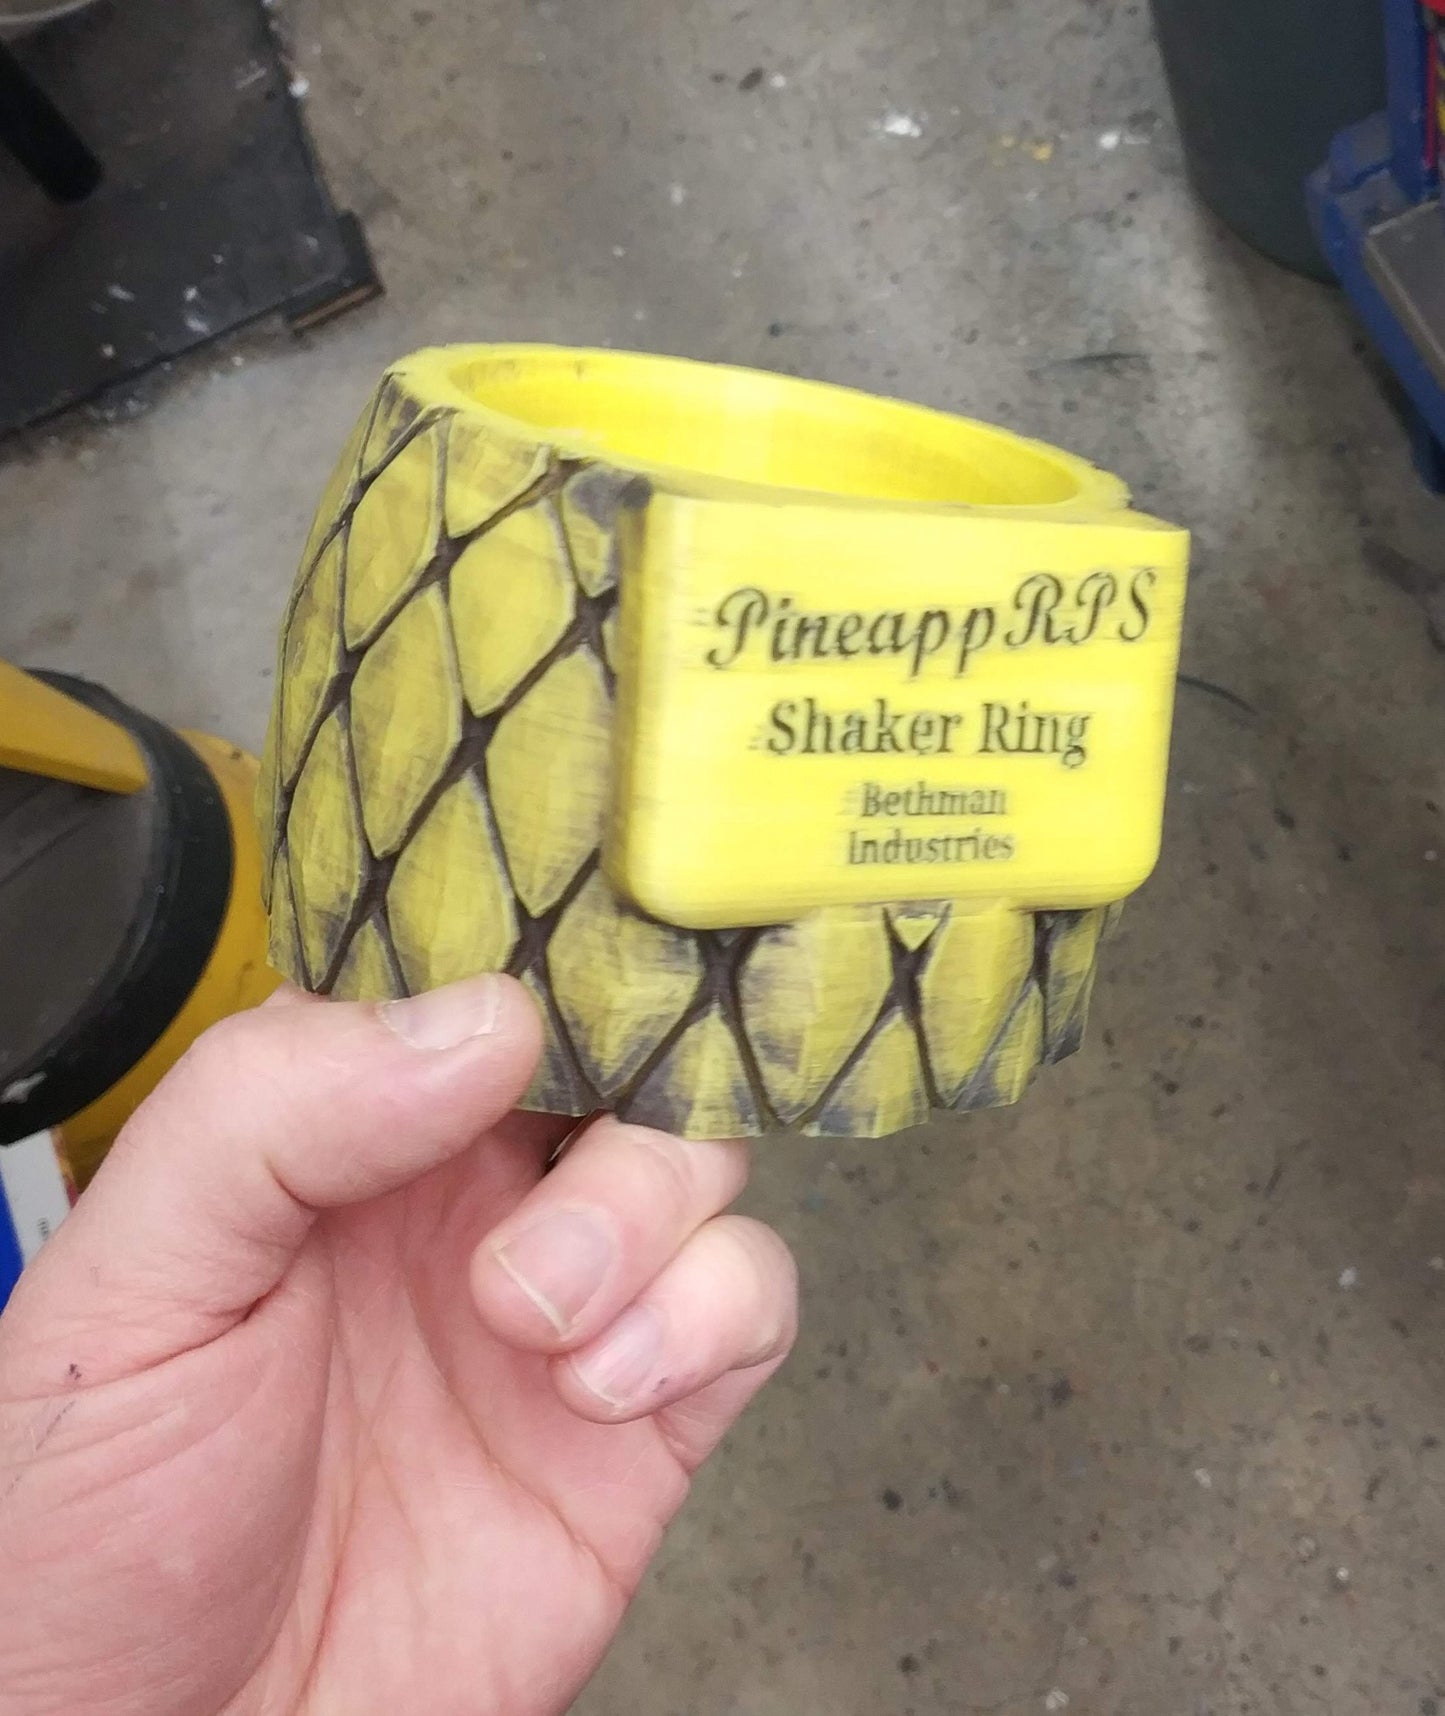 PineappRPS
Shaker Ring
Bethman
Industries